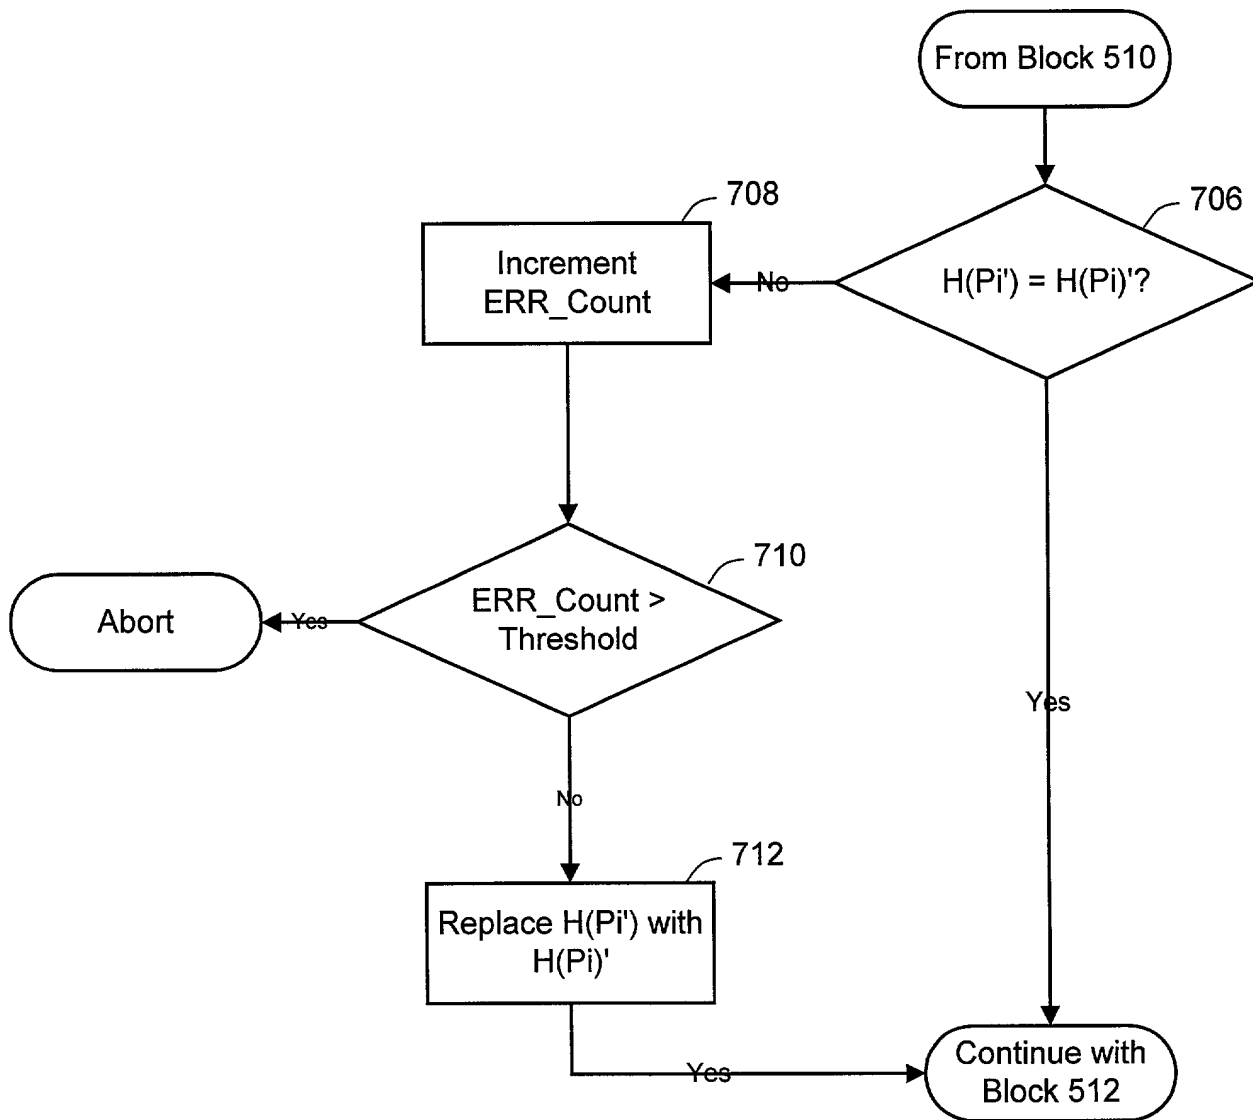 From Block 510
708
706
Increment
ERR_Count
No
H(Pi') = H(Pi)'?
710
Abort
Yes
ERR_Count >
Threshold
Yes
No
712
Replace H(Pi') with
H(Pi)'
Yes
Continue with
Block 512